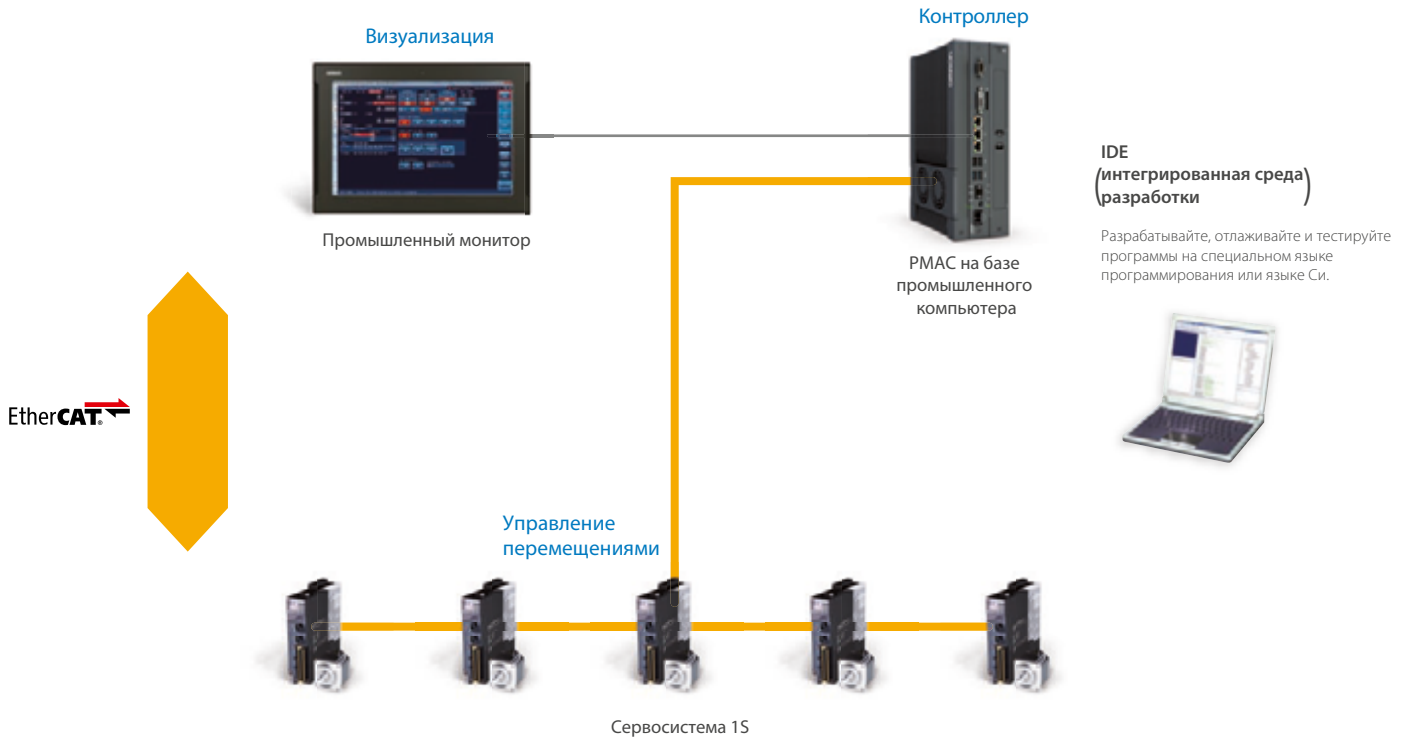 Контроллер
Визуализация
IDE
(интегрированная среда
разработки)
Промышленный монитор
Разрабатывайте, отлаживайте и тестируйте
программы на специальном языке
программирования или языке Си.
PMAC на базе
промышленного
компьютера
EtherCAT®
Управление
перемещениями
Сервосистема 1S